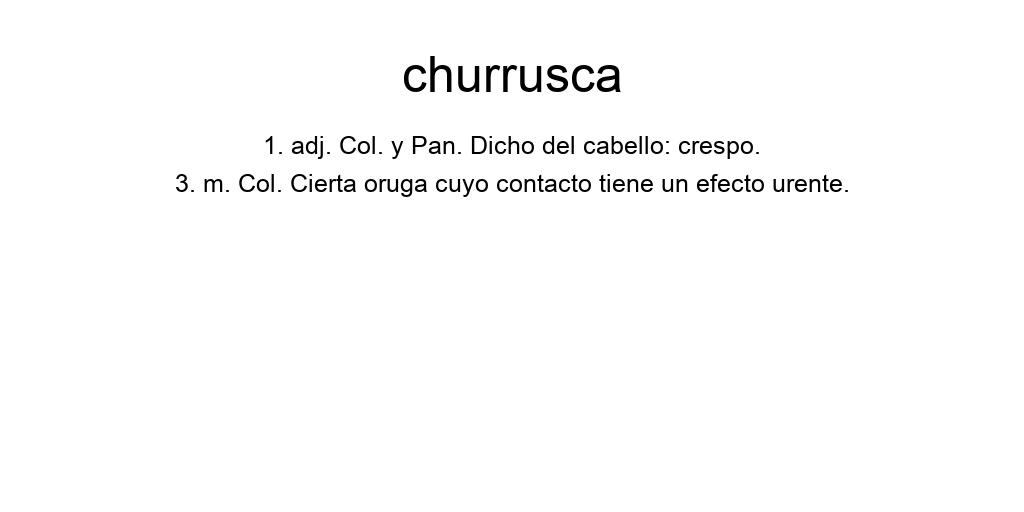 churrusca
1. adj. Col. y Pan. Dicho del cabello: crespo.
3. m. Col. Cierta oruga cuyo contacto tiene un efecto urente.